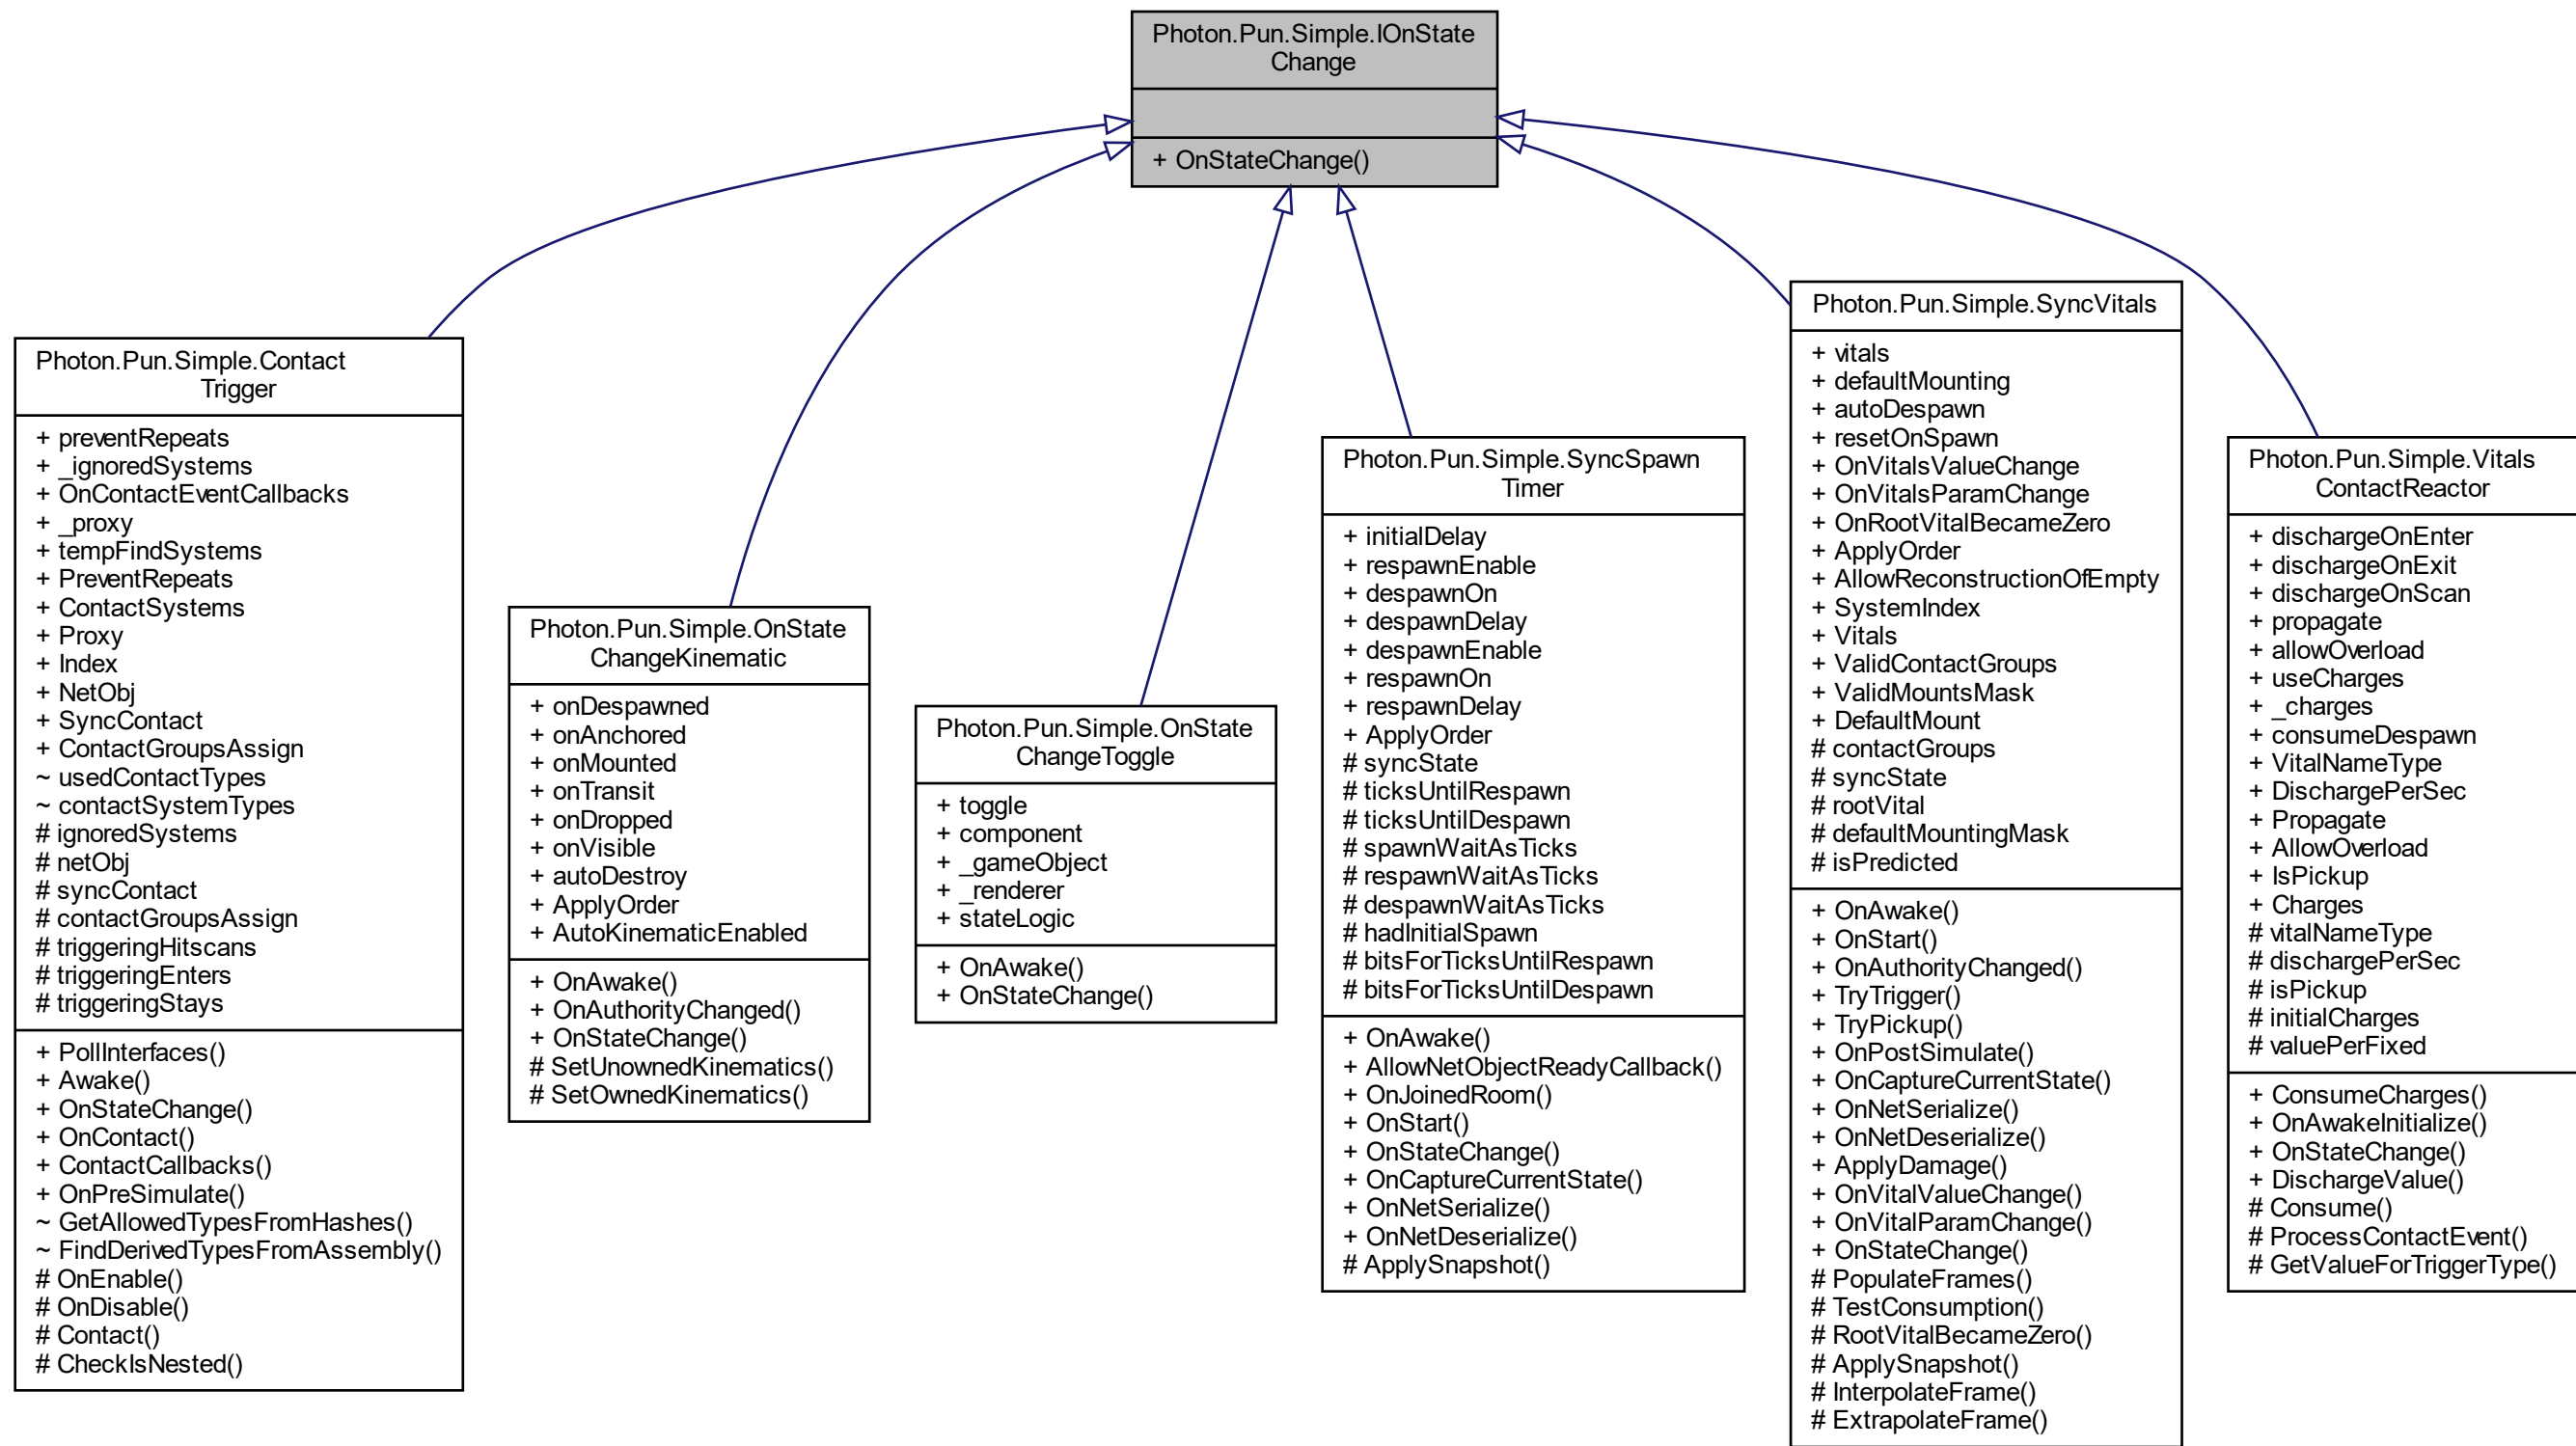 Photon.Pun.Simple.IOnState
Change
+ OnStateChange()
Photon.Pun.Simple.Contact
Trigger
+ preventRepeats
+ _ignoredSystems
+ OnContactEventCallbacks
+ _proxy
+ tempFindSystems
+ PreventRepeats
+ ContactSystems
+ Proxy
+ Index
+ NetObj
+ SyncContact
+ ContactGroupsAssign
~ usedContactTypes
~ contactSystemTypes
# ignoredSystems
# netObj
# syncContact
# contactGroupsAssign
# triggeringHitscans
# triggeringEnters
# triggeringStays
+ PollInterfaces()
+ Awake()
+ OnStateChange()
+ OnContact()
+ ContactCallbacks()
+ OnPreSimulate()
~ GetAllowedTypesFromHashes()
~ FindDerivedTypesFromAssembly()
# OnEnable()
# OnDisable()
# Contact()
# CheckIsNested()
Photon.Pun.Simple.OnState
ChangeKinematic
+ onDespawned
+ onAnchored
+ onMounted
+ onTransit
+ onDropped
+ onVisible
+ autoDestroy
+ ApplyOrder
+ AutoKinematicEnabled
+ OnAwake()
+ OnAuthorityChanged()
+ OnStateChange()
# SetUnownedKinematics()
# SetOwnedKinematics()
Photon.Pun.Simple.OnState
ChangeToggle
+ toggle
+ component
+ _gameObject
+ _renderer
+ stateLogic
+ OnAwake()
+ OnStateChange()
Photon.Pun.Simple.SyncSpawn
Timer
+ initialDelay
+ respawnEnable
+ despawnOn
+ despawnDelay
+ despawnEnable
+ respawnOn
+ respawnDelay
+ ApplyOrder
# syncState
# ticksUntilRespawn
# ticksUntilDespawn
# spawnWaitAsTicks
# respawnWaitAsTicks
# despawnWaitAsTicks
# hadInitialSpawn
# bitsForTicksUntilRespawn
# bitsForTicksUntilDespawn
+ OnAwake()
+ AllowNetObjectReadyCallback()
+ OnJoinedRoom()
+ OnStart()
+ OnStateChange()
+ OnCaptureCurrentState()
+ OnNetSerialize()
+ OnNetDeserialize()
# ApplySnapshot()
Photon.Pun.Simple.SyncVitals
+ vitals
+ defaultMounting
+ autoDespawn
+ resetOnSpawn
+ OnVitalsValueChange
+ OnVitalsParamChange
+ OnRootVitalBecameZero
+ ApplyOrder
+ AllowReconstructionOfEmpty
+ SystemIndex
+ Vitals
+ ValidContactGroups
+ ValidMountsMask
+ DefaultMount
# contactGroups
# syncState
# rootVital
# defaultMountingMask
# isPredicted
+ OnAwake()
+ OnStart()
+ OnAuthorityChanged()
+ TryTrigger()
+ TryPickup()
+ OnPostSimulate()
+ OnCaptureCurrentState()
+ OnNetSerialize()
+ OnNetDeserialize()
+ ApplyDamage()
+ OnVitalValueChange()
+ OnVitalParamChange()
+ OnStateChange()
# PopulateFrames()
# TestConsumption()
# RootVitalBecameZero()
# ApplySnapshot()
# InterpolateFrame()
# ExtrapolateFrame()
Photon.Pun.Simple.Vitals
ContactReactor
+ dischargeOnEnter
+ dischargeOnExit
+ dischargeOnScan
+ propagate
+ allowOverload
+ useCharges
+ _charges
+ consumeDespawn
+ VitalNameType
+ DischargePerSec
+ Propagate
+ AllowOverload
+ IsPickup
+ Charges
# vitalNameType
# dischargePerSec
# isPickup
# initialCharges
# valuePerFixed
+ ConsumeCharges()
+ OnAwakeInitialize()
+ OnStateChange()
+ DischargeValue()
# Consume()
# ProcessContactEvent()
# GetValueForTriggerType()